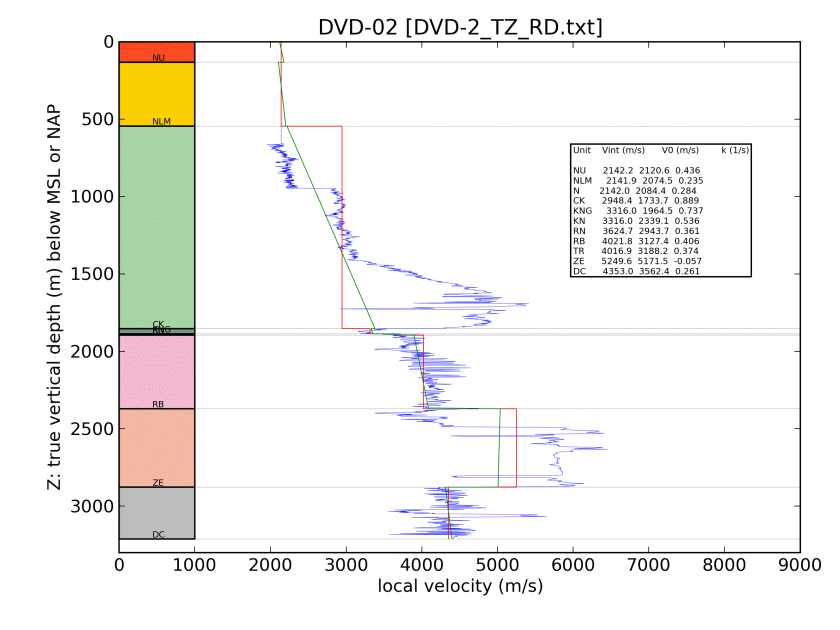 DVD-02 [DVD-2_TZ_RD.txt]
0
500
1000
1500
2000
2500
3000
Z: true vertical depth (m) below MSL or NAP
NU
NLM
CK
KNG
RB
ZE
DC
Unit Vint (m/s) V0 (m/s) k (1/s)
NU 2142.2 2120.6 0.436
NLM 2141.9 2074.5 0.235
N 2142.0 2084.4 0.284
CK 2948.4 1733.7 0.889
KNG 3316.0 1964.5 0.737
KN 3316.0 2339.1 0.536
RN 3624.7 2943.7 0.361
RB 4021.8 3127.4 0.406
TR 4016.9 3188.2 0.374
ZE 5249.6 5171.5 -0.057
DC 4353.0 3562.4 0.261
0 1000 2000 3000 4000 5000 6000 7000 8000 9000
local velocity (m/s)